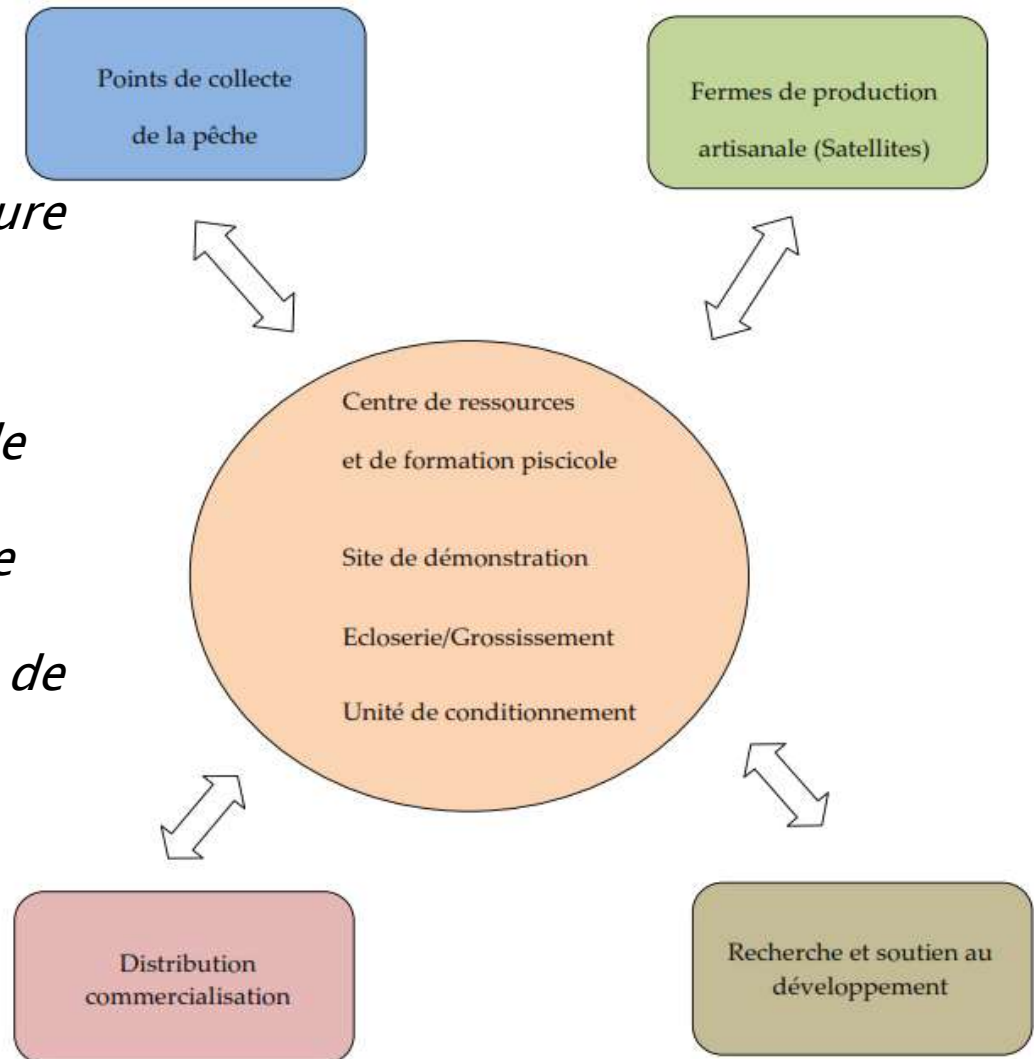 Points de collecte
de la pêche
Fermes de production
artisanale (Satellites)
ure
le
e
de
Centre de ressources
et de formation piscicole
Site de démonstration
Ecloserie/Grossissement
Unité de conditionnement
Distribution
commercialisation
Recherche et soutien au
développement